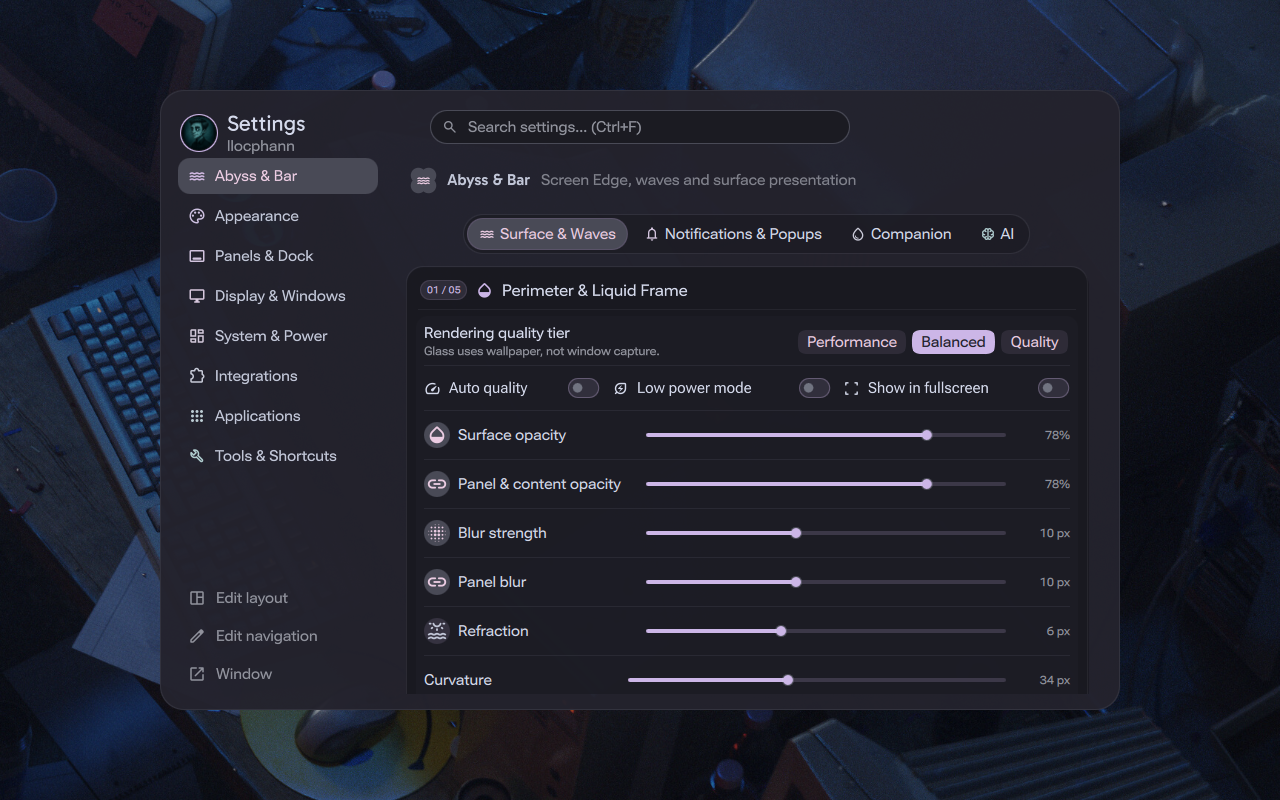 Settings
llocphann
Search settings... (Ctrl+F)
Abyss & Bar
Appearance
Panels & Dock
Display & Windows
System & Power
Integrations
Applications
Tools & Shortcuts
Edit layout
Edit navigation
Window
Abyss & Bar Screen Edge, waves and surface presentation
Surface & Waves Notifications & Popups Companion AI
01 / 05 Perimeter & Liquid Frame
Rendering quality tier
Glass uses wallpaper, not window capture.
Performance Balanced Quality
Auto quality Low power mode Show in fullscreen
Surface opacity 78%
Panel & content opacity 78%
Blur strength 10 px
Panel blur 10 px
Refraction 6 px
Curvature 34 px